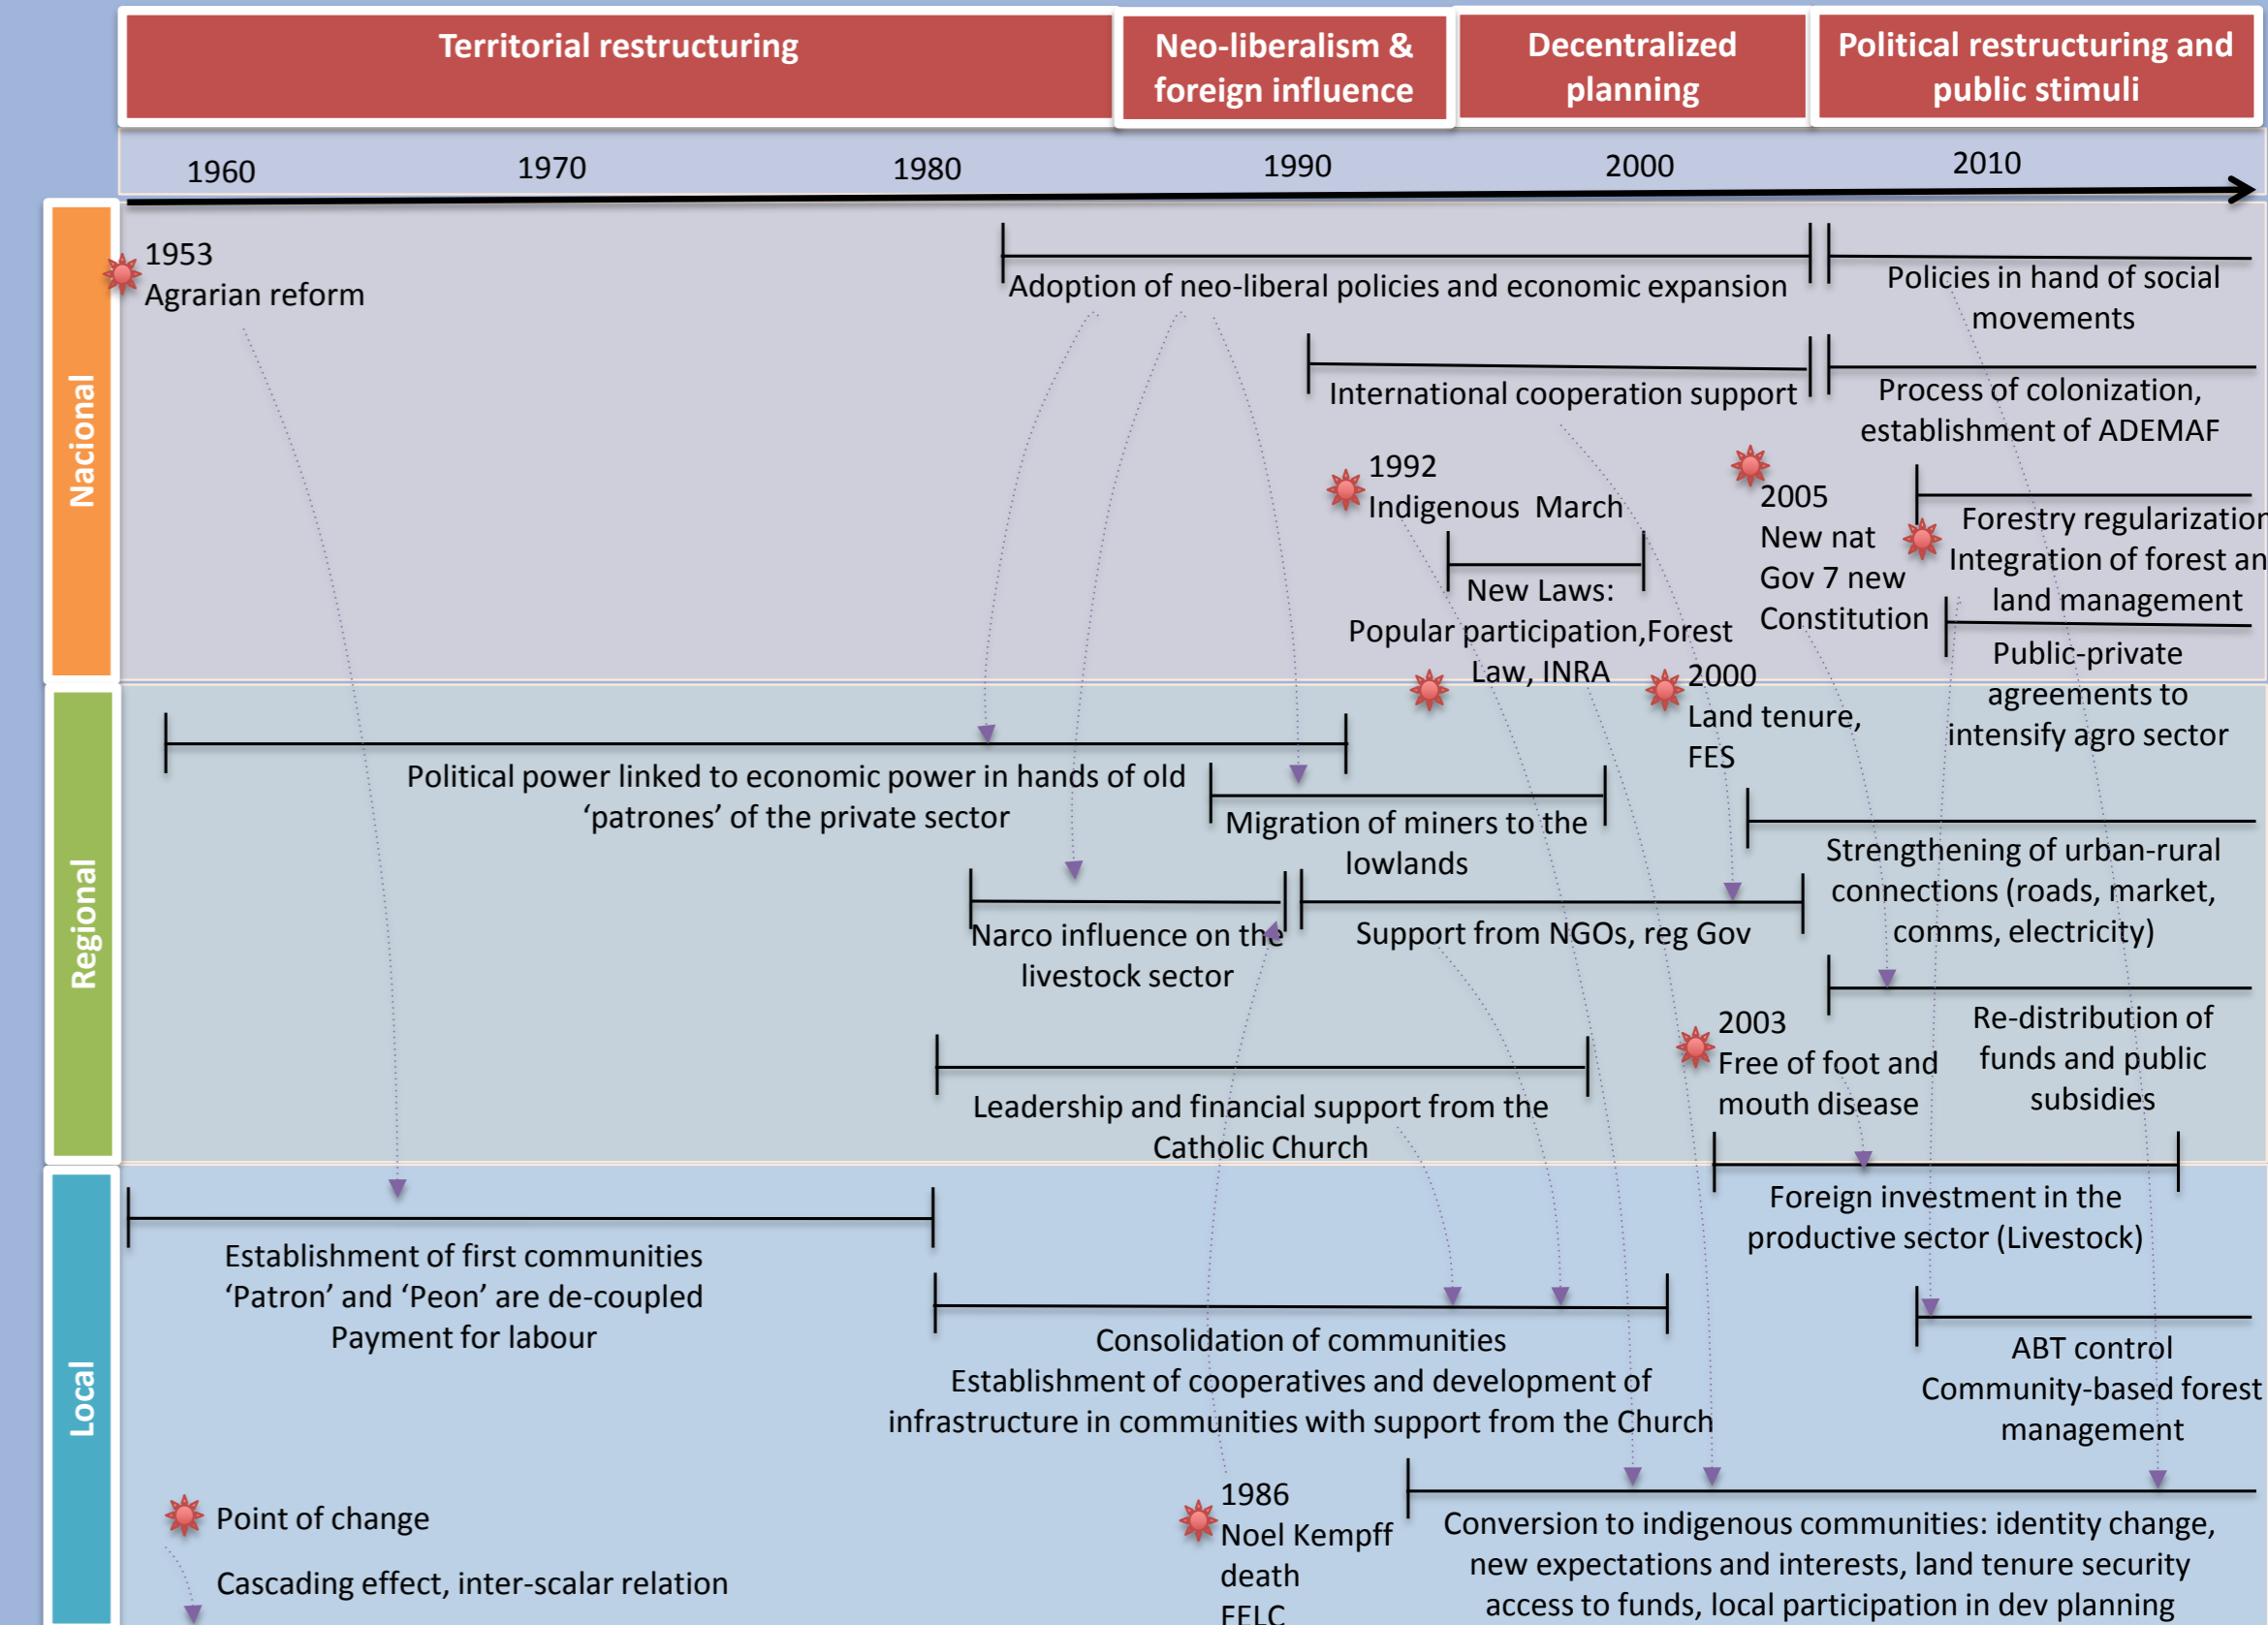 Territorial restructuring
Neo-liberalism &
foreign influence
Decentralized
planning
Political restructuring and
public stimuli
1960
1970
1980
1990
2000
2010
Nacional
1953
Agrarian reform
Adoption of neo-liberal policies and economic expansion
Policies in hand of social
movements
International cooperation support
Process of colonization,
establishment of ADEMAF
1992
Indigenous March
2005
New nat
Gov 7 new
Constitution
Forestry regularization
Integration of forest an
land management
New Laws:
Popular participation,Forest
Law, INRA
Public-private
agreements to
intensify agro sector
2000
Land tenure,
FES
Regional
Political power linked to economic power in hands of old
‘patrones’ of the private sector
Migration of miners to the
lowlands
Strengthening of urban-rural
connections (roads, market,
comms, electricity)
Narco influence on the
livestock sector
Support from NGOs, reg Gov
Re-distribution of
funds and public
subsidies
2003
Free of foot and
mouth disease
Leadership and financial support from the
Catholic Church
Foreign investment in the
productive sector (Livestock)
Local
Establishment of first communities
‘Patron’ and ‘Peon’ are de-coupled
Payment for labour
Consolidation of communities
Establishment of cooperatives and development of
infrastructure in communities with support from the Church
ABT control
Community-based forest
management
1986
Noel Kempff
death
FELC
Conversion to indigenous communities: identity change,
new expectations and interests, land tenure security
access to funds, local participation in dev planning
Point of change
Cascading effect, inter-scalar relation